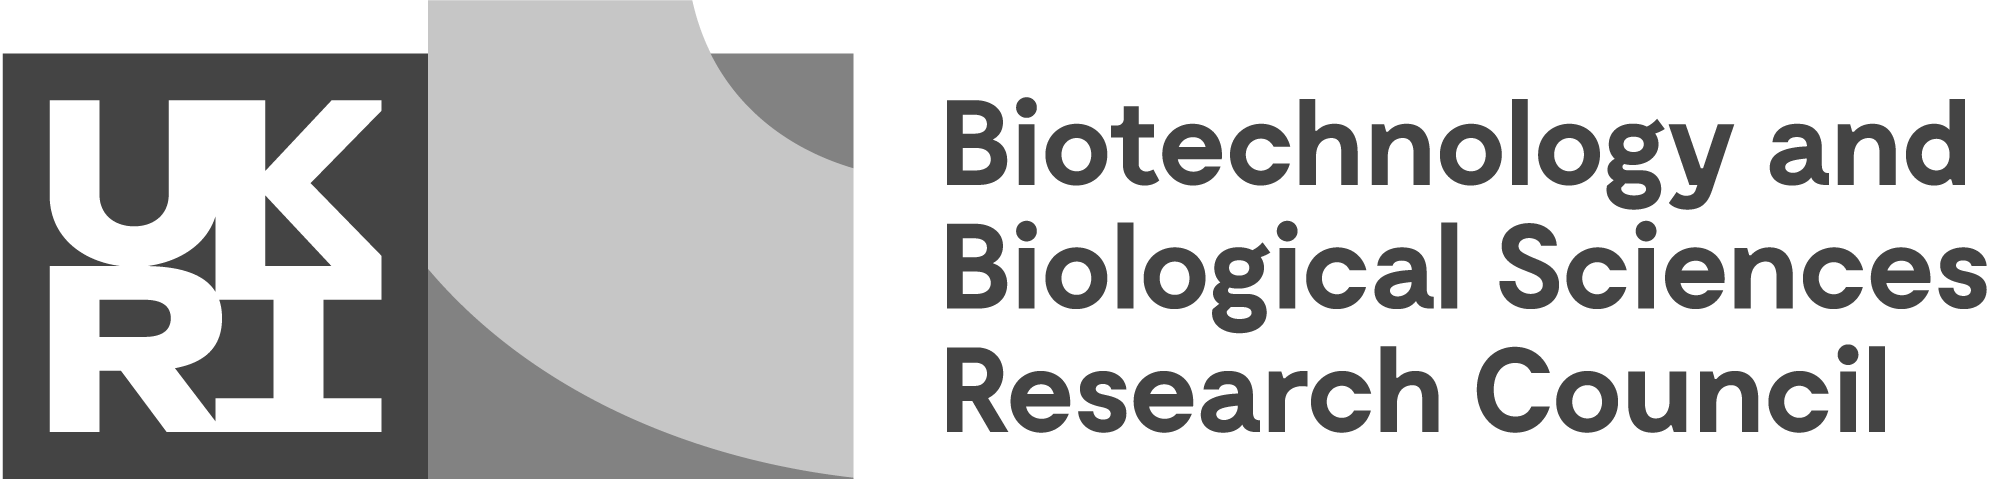 UK
RI
Biotechnology and
Biological Sciences
Research Council